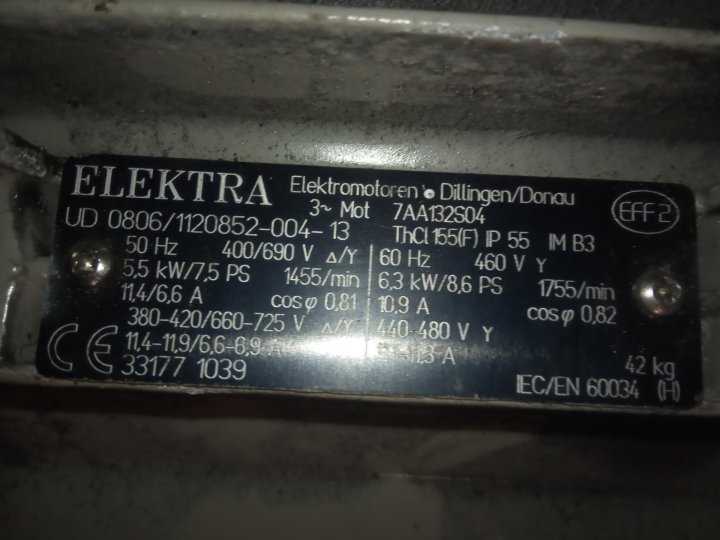 ELEKTRA Elektromotoren • Dillingen/Donau
3~ Mot 7AA132S04
EFF2
UD 0806/1120852-004-13 ThCl 155(F) IP 55 IM B3
50 Hz 400/690 V Δ/Y 60 Hz 460 V Y
5,5 kW/7,5 PS 1455/min 6,3 kW/8,6 PS 1755/min
11,4/6,6 A cos φ 0,81 10,9 A cos φ 0,82
380-420/660-725 V Δ/Y 440-480 V Y
CE 11,4-11,9/6,6-6,9 A A 42 kg
33177 1039 IEC/EN 60034 (H)